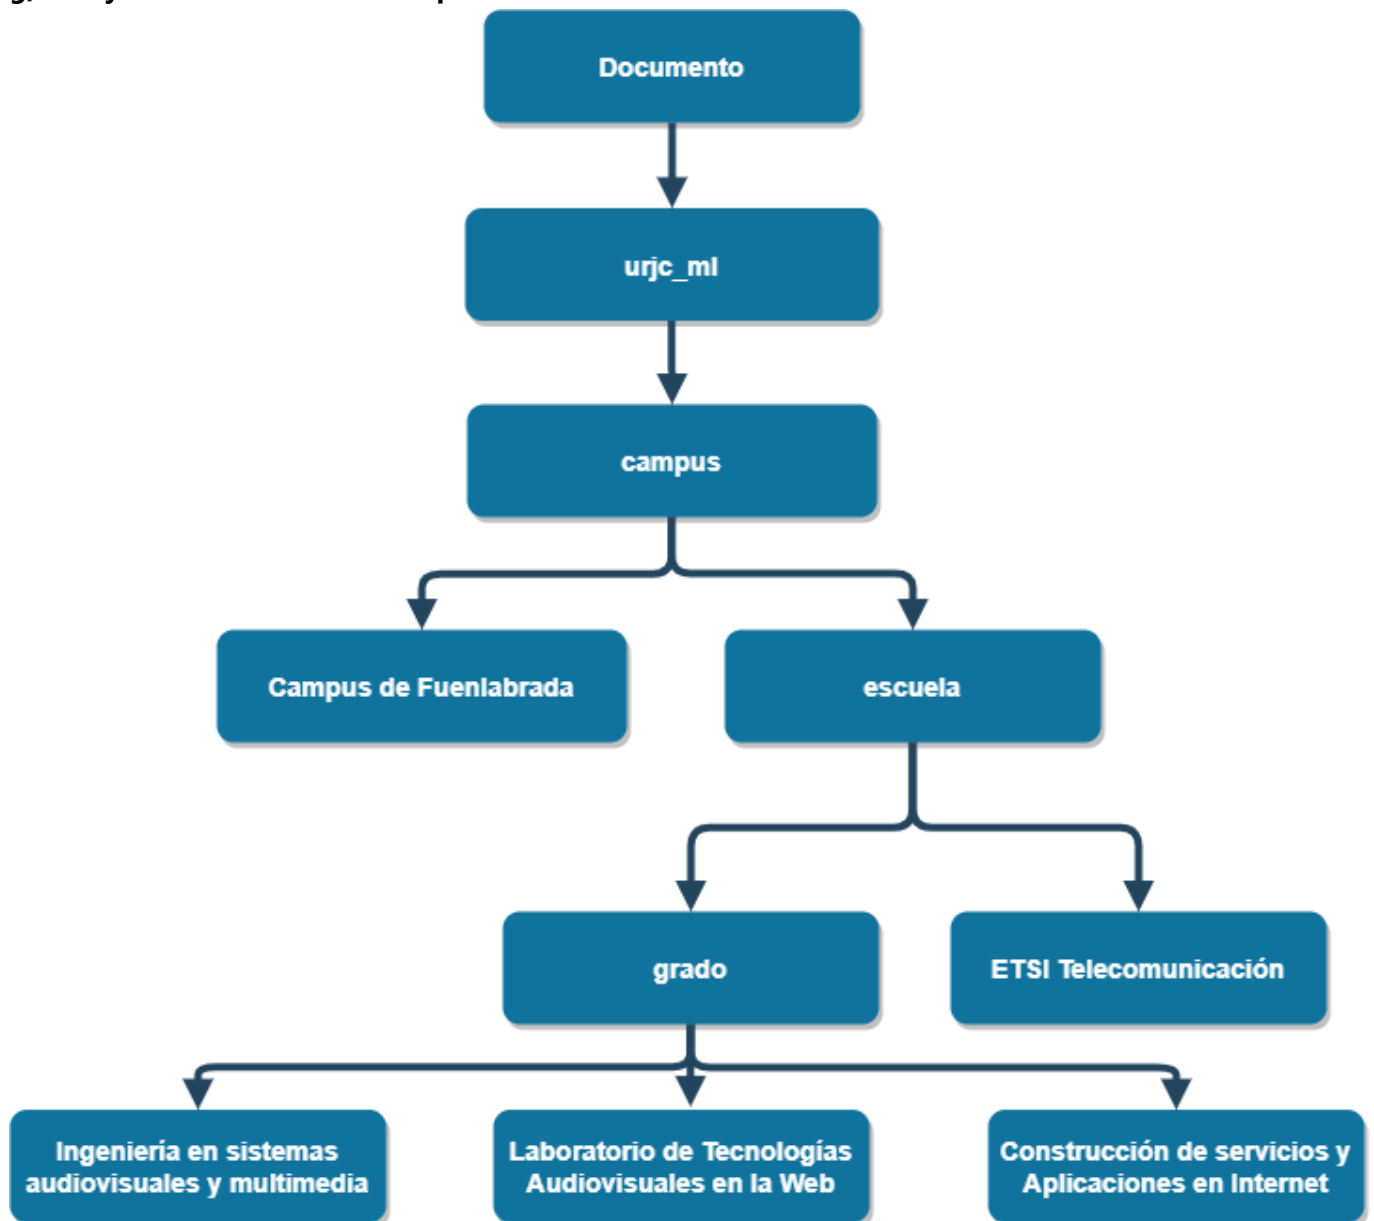 Documento
urjc_ml
campus
Campus de Fuenlabrada
escuela
grado
ETSI Telecomunicación
Ingeniería en sistemas
audiovisuales y multimedia
Laboratorio de Tecnologías
Audiovisuales en la Web
Construcción de servicios y
Aplicaciones en Internet